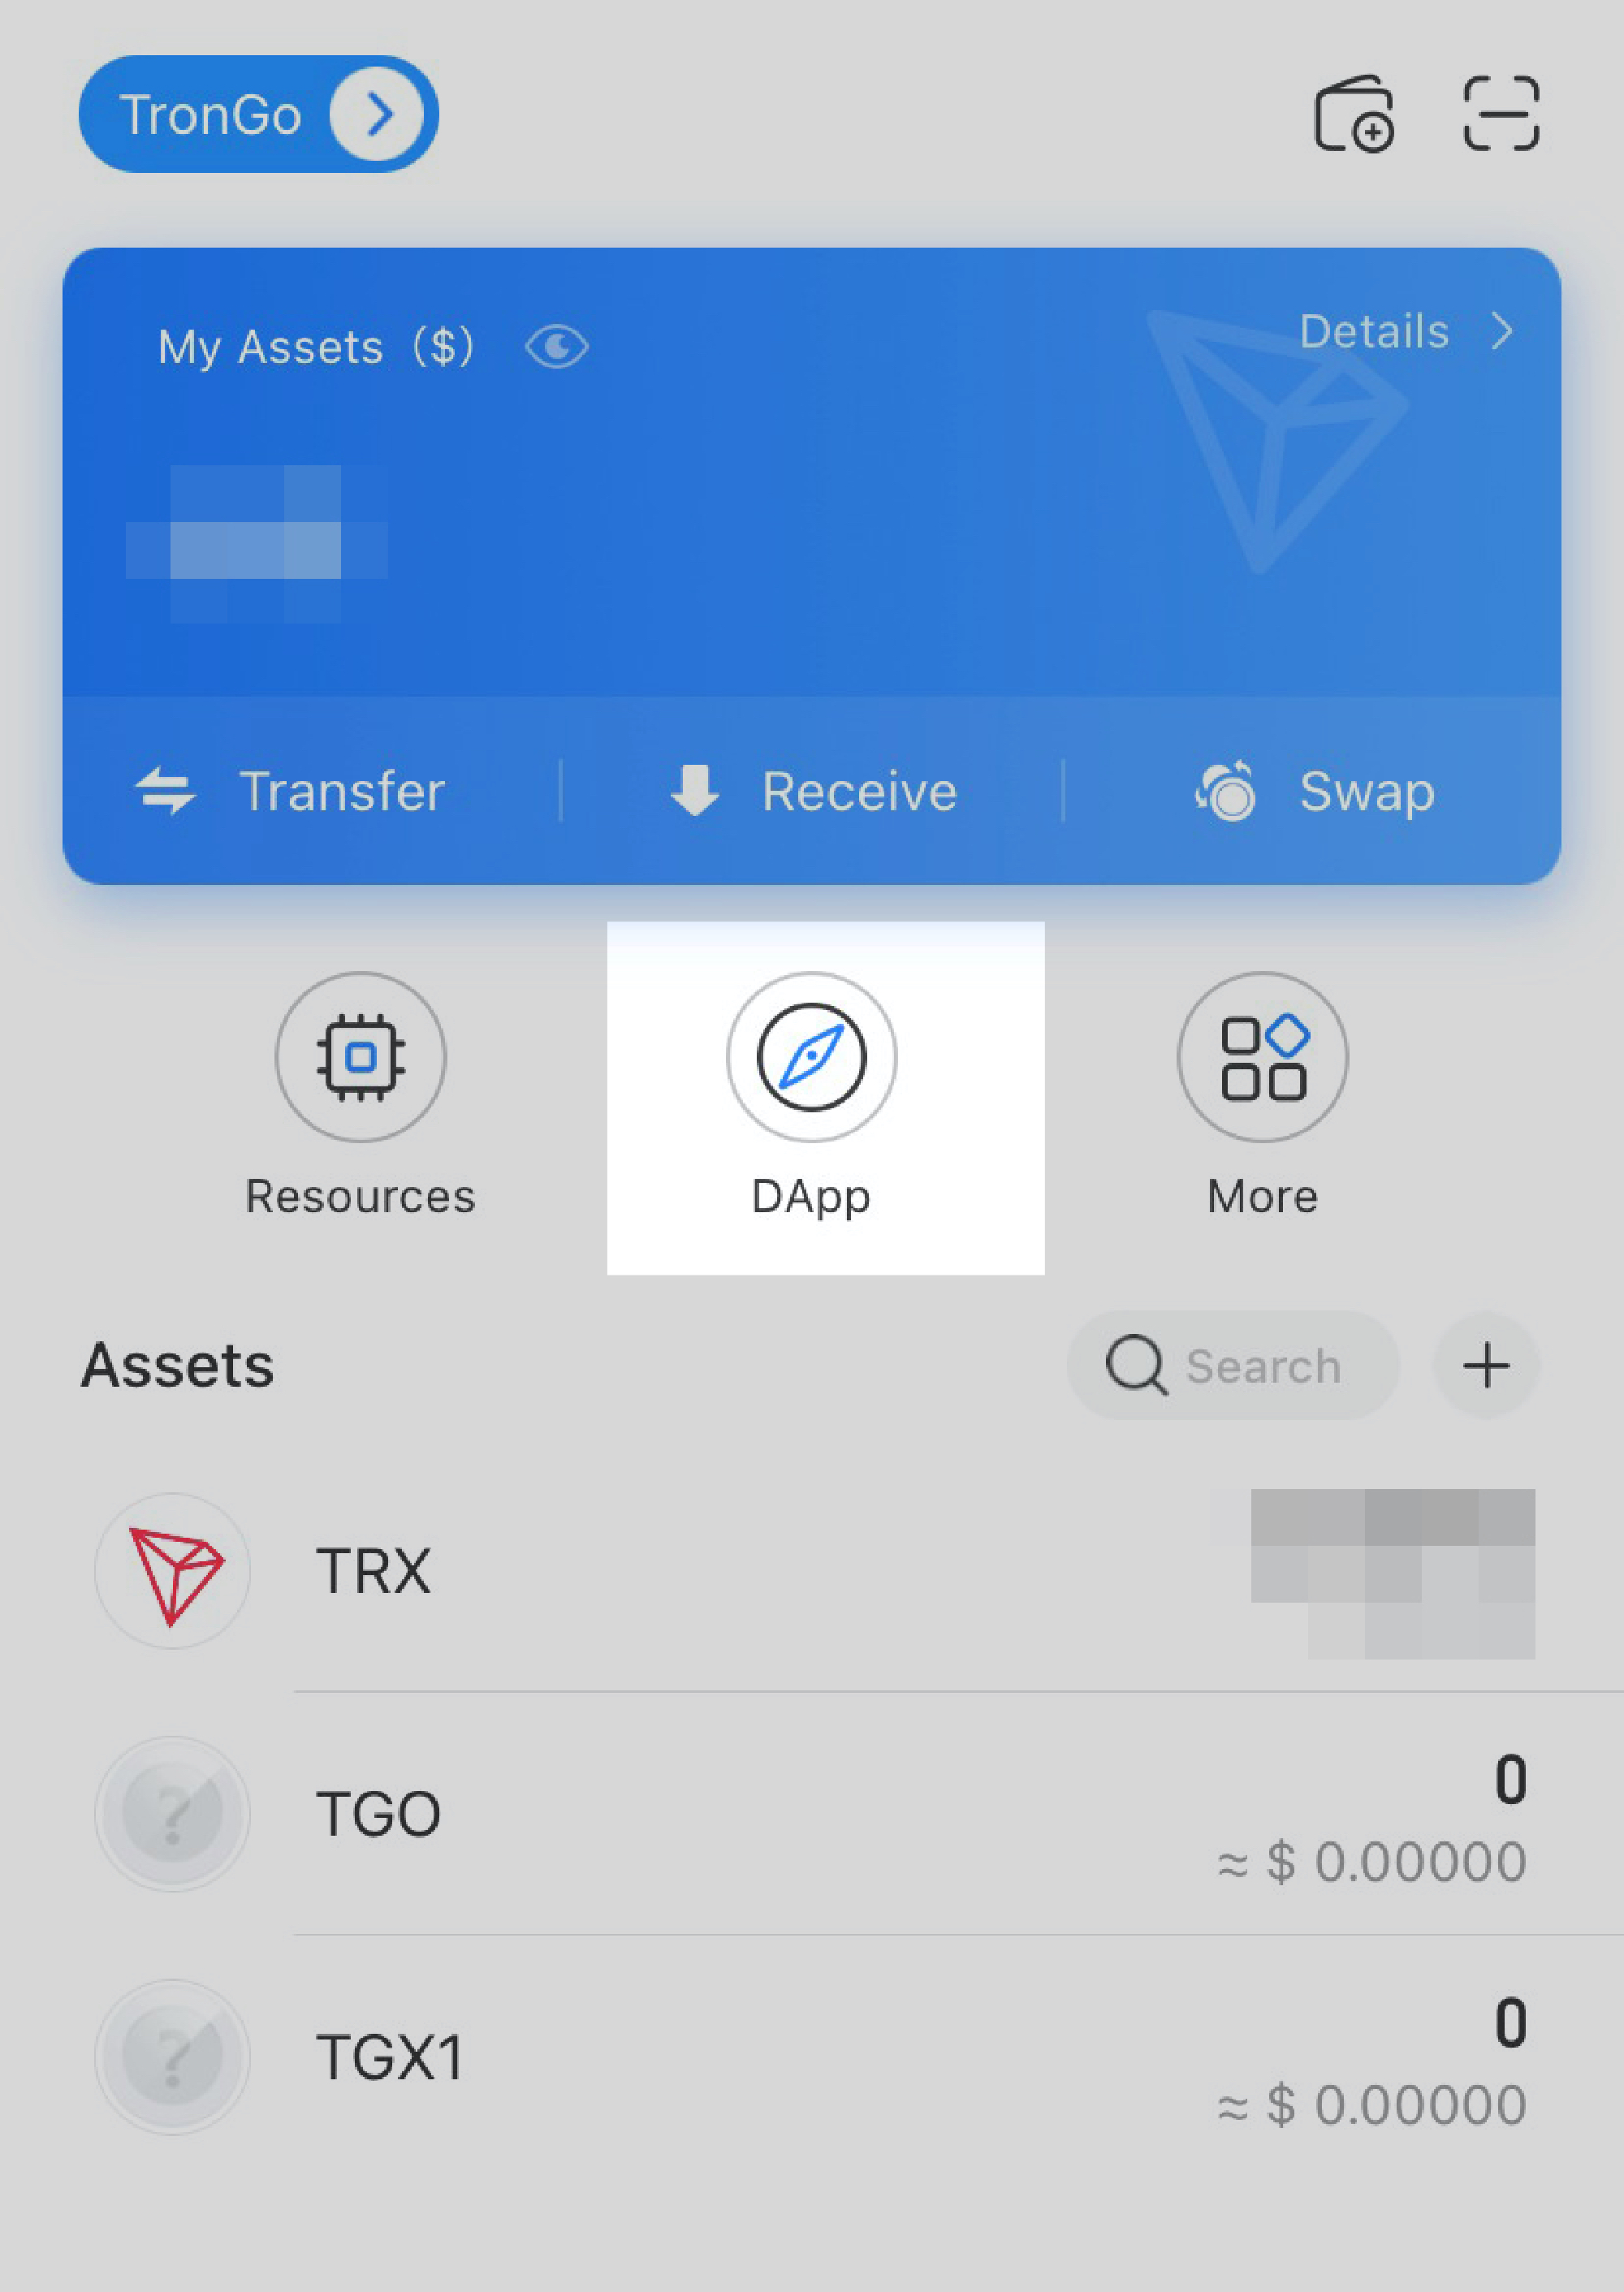 TronGo
My Assets ($)
Details
Transfer
Receive
Swap
Resources
DApp
More
Assets
Search
TRX
TGO
0
≈ $ 0.00000
TGX1
0
≈ $ 0.00000